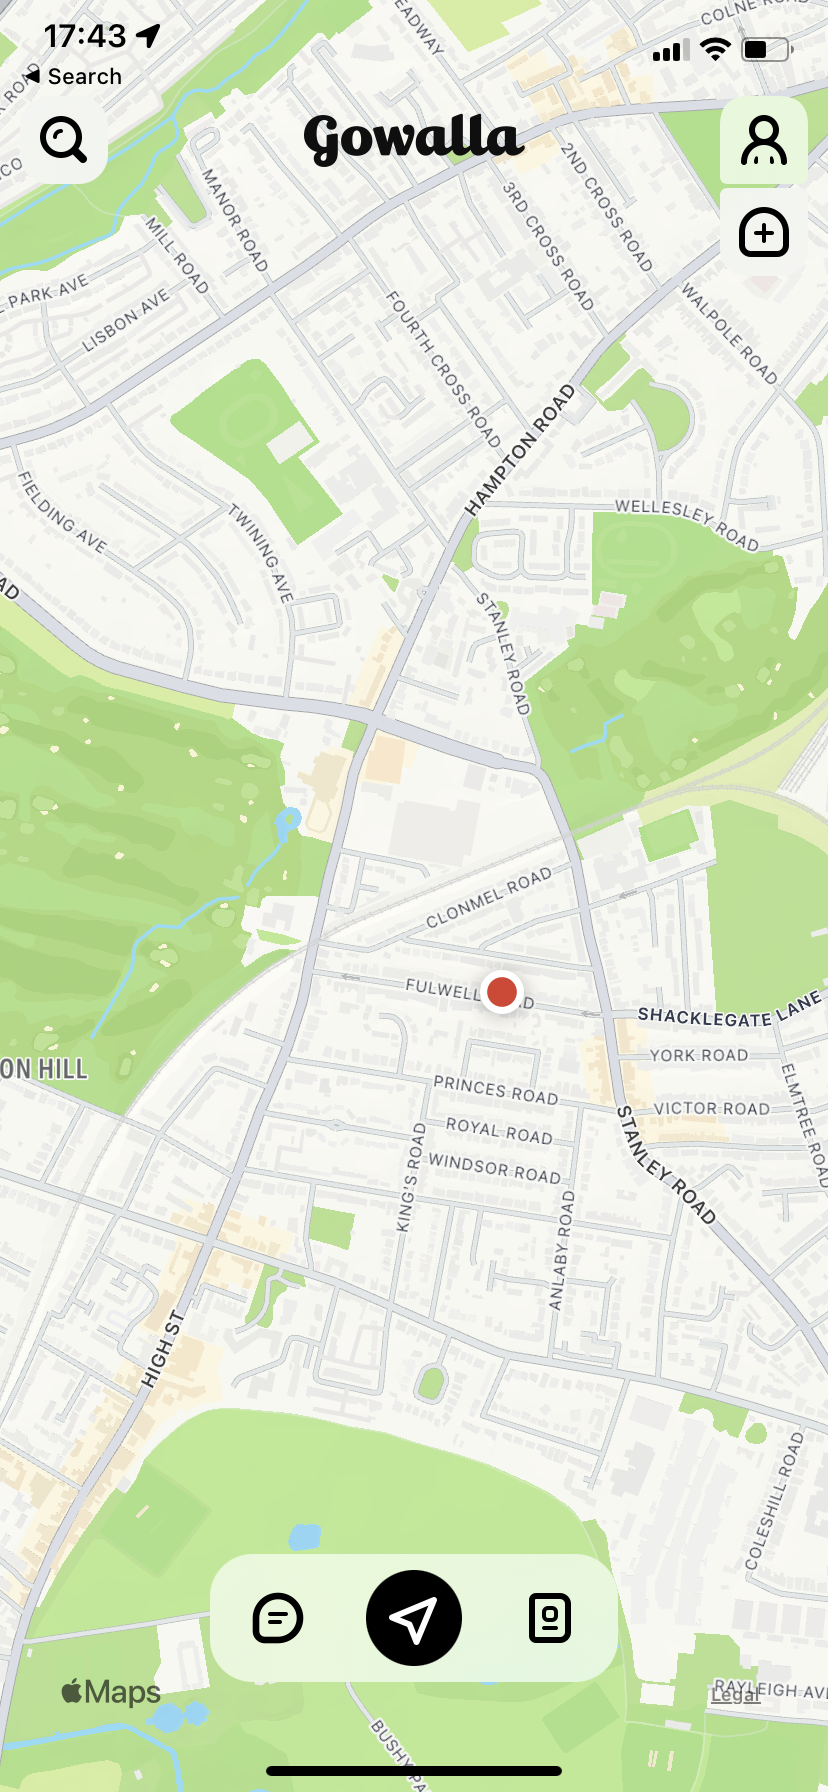 17:43
Search
Gowalla
COLNE ROAD
MANOR ROAD
MILL ROAD
2ND CROSS ROAD
3RD CROSS ROAD
PARK AVE
LISBON AVE
FOURTH CROSS ROAD
WALPOLE ROAD
HAMPTON ROAD
FIELDING AVE
TWINING AVE
WELLESLEY ROAD
STANLEY ROAD
CLONMEL ROAD
FULWELL
SHACKLEGATE LANE
ON HILL
YORK ROAD
PRINCES ROAD
VICTOR ROAD
ELMTREE ROAD
ROYAL ROAD
WINDSOR ROAD
KING'S ROAD
STANLEY ROAD
ANLABY ROAD
HIGH ST
COLESHILL ROAD
Maps
RAYLEIGH AVE
Legal
BUSHY PA